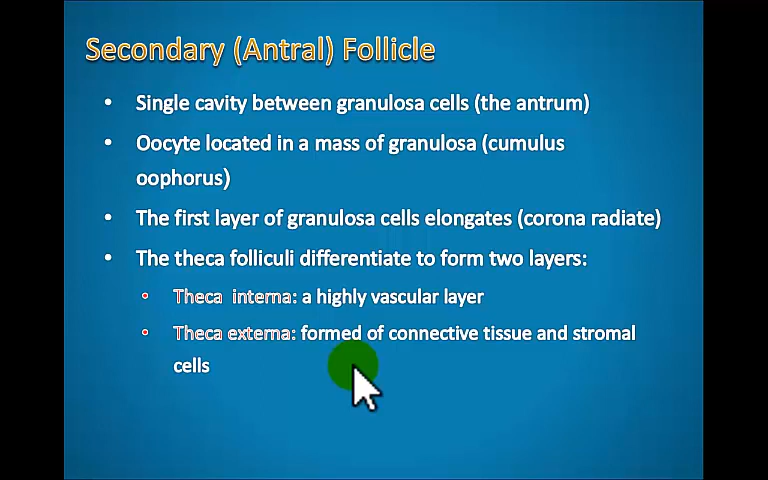 Secondary (Antral) Follicle
• Single cavity between granulosa cells (the antrum)
• Oocyte located in a mass of granulosa (cumulus
oophorus)
• The first layer of granulosa cells elongates (corona radiate)
• The theca folliculi differentiate to form two layers:
• Theca interna: a highly vascular layer
• Theca externa: formed of connective tissue and stromal
cells